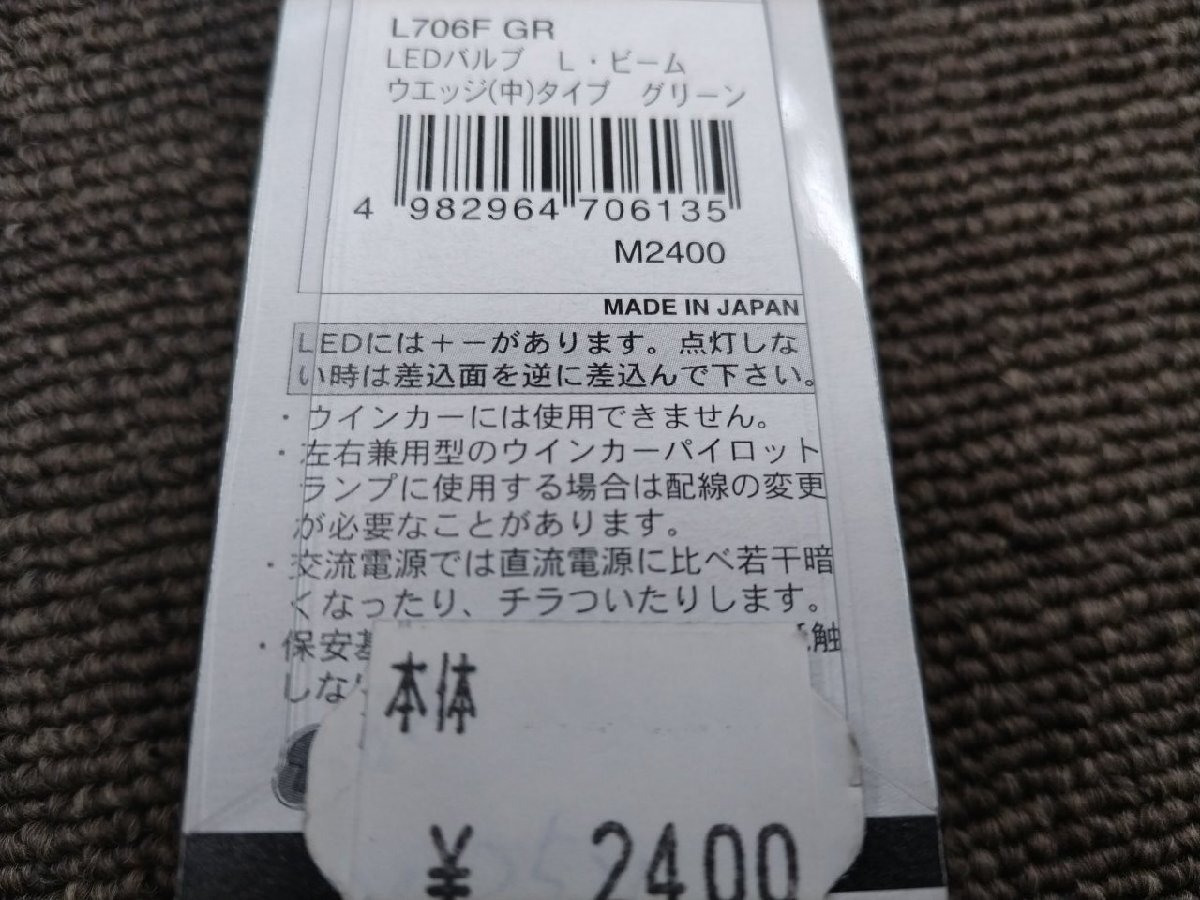 L706F GR
LEDバルブ　L・ビーム
ウエッジ(中)タイプ　グリーン
4 982964 706135
M2400
MADE IN JAPAN
LEDには＋－があります。点灯しな
い時は差込面を逆に差込んで下さい。
・ウインカーには使用できません。
・左右兼用型のウインカーパイロット
ランプに使用する場合は配線の変更
が必要なことがあります。
・交流電源では直流電源に比べ若干暗
くなったり、チラついたりします。
・保安 触
しな
本体
¥ 2400